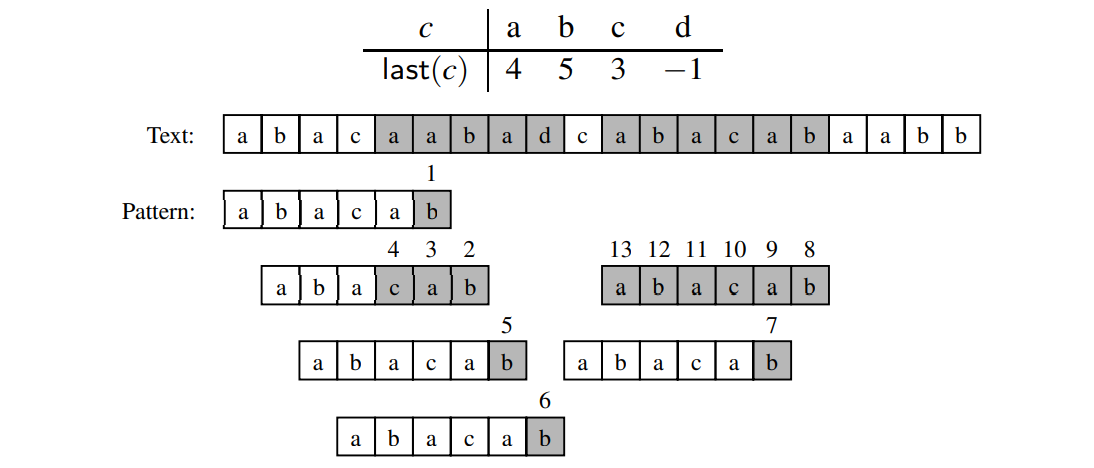 c a b c d
last(c) 4 5 3 −1
Text: a b a c a a b a d c a b a c a b a a b b
1
Pattern: a b a c a b
4 3 2 13 12 11 10 9 8
a b a c a b a b a c a b
5 7
a b a c a b a b a c a b
6
a b a c a b